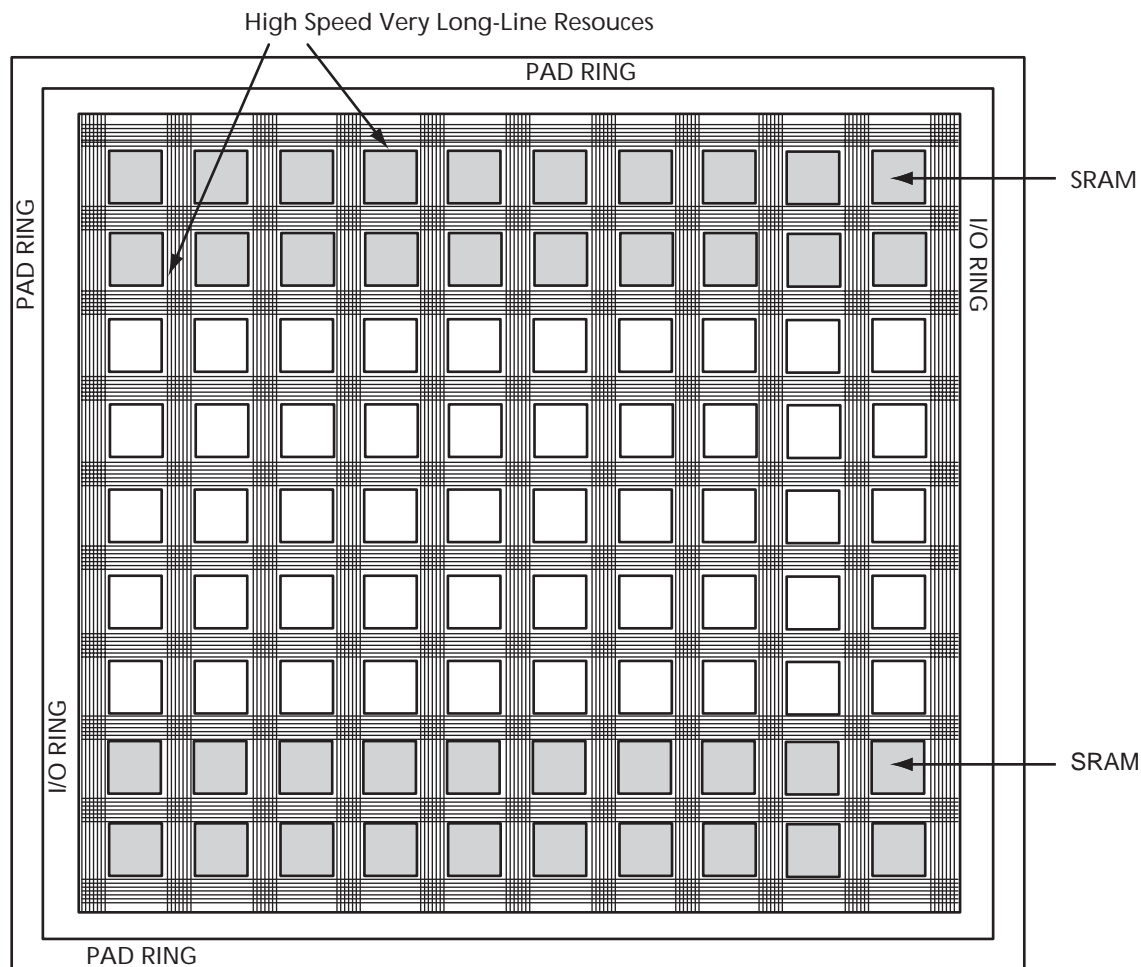 High Speed Very Long-Line Resouces
PAD RING
SRAM
PAD RING
I/O RING
I/O RING
SRAM
PAD RING